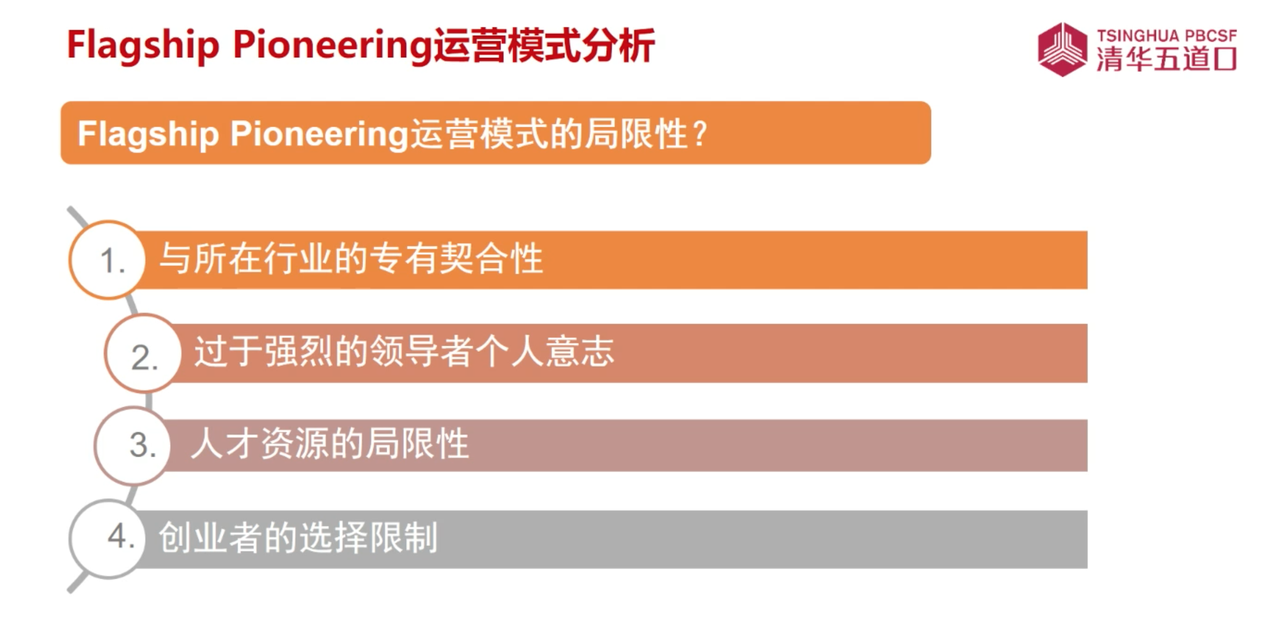 Flagship Pioneering运营模式分析
TSINGHUA PBCSF
清华五道口
Flagship Pioneering运营模式的局限性?
1. 与所在行业的专有契合性
2. 过于强烈的领导者个人意志
3. 人才资源的局限性
4. 创业者的选择限制